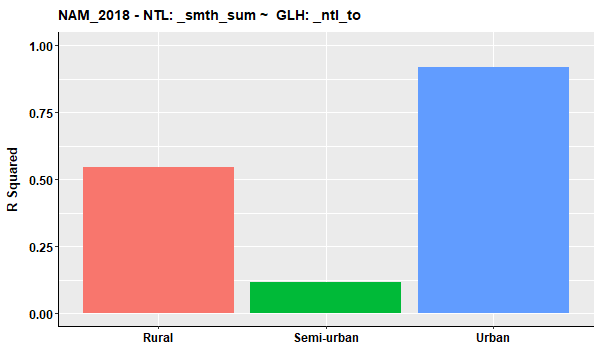 NAM_2018 - NTL: _smth_sum ~ GLH: _ntl_to
1.00
0.75
0.50
0.25
0.00
R Squared
Rural Semi-urban Urban